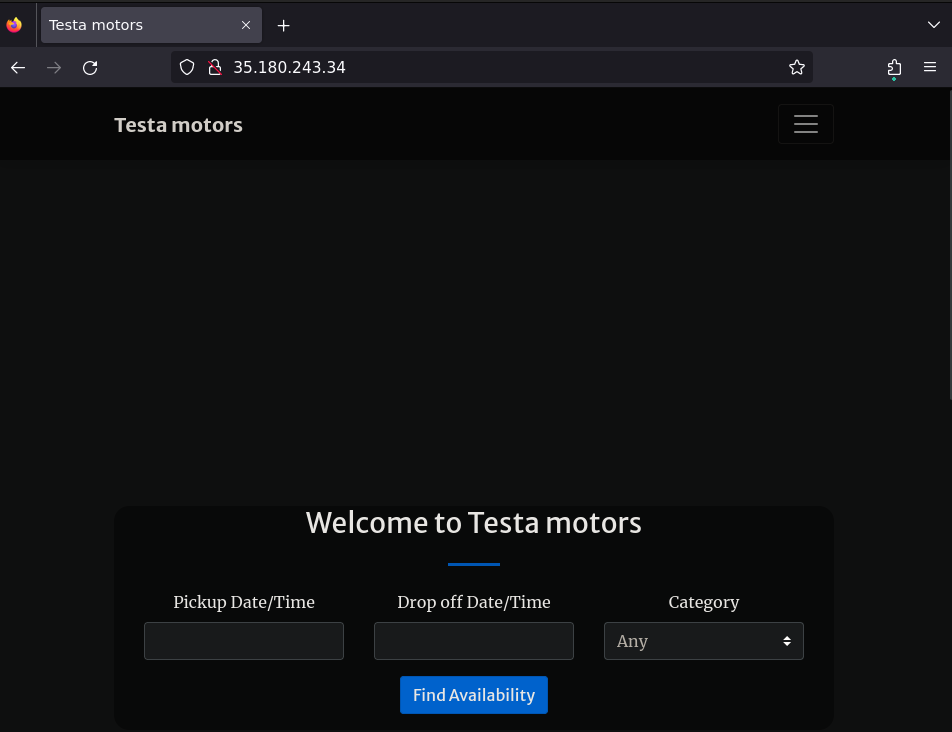 Testa motors
35.180.243.34
Testa motors
Welcome to Testa motors
Pickup Date/Time
Drop off Date/Time
Category
Any
Find Availability